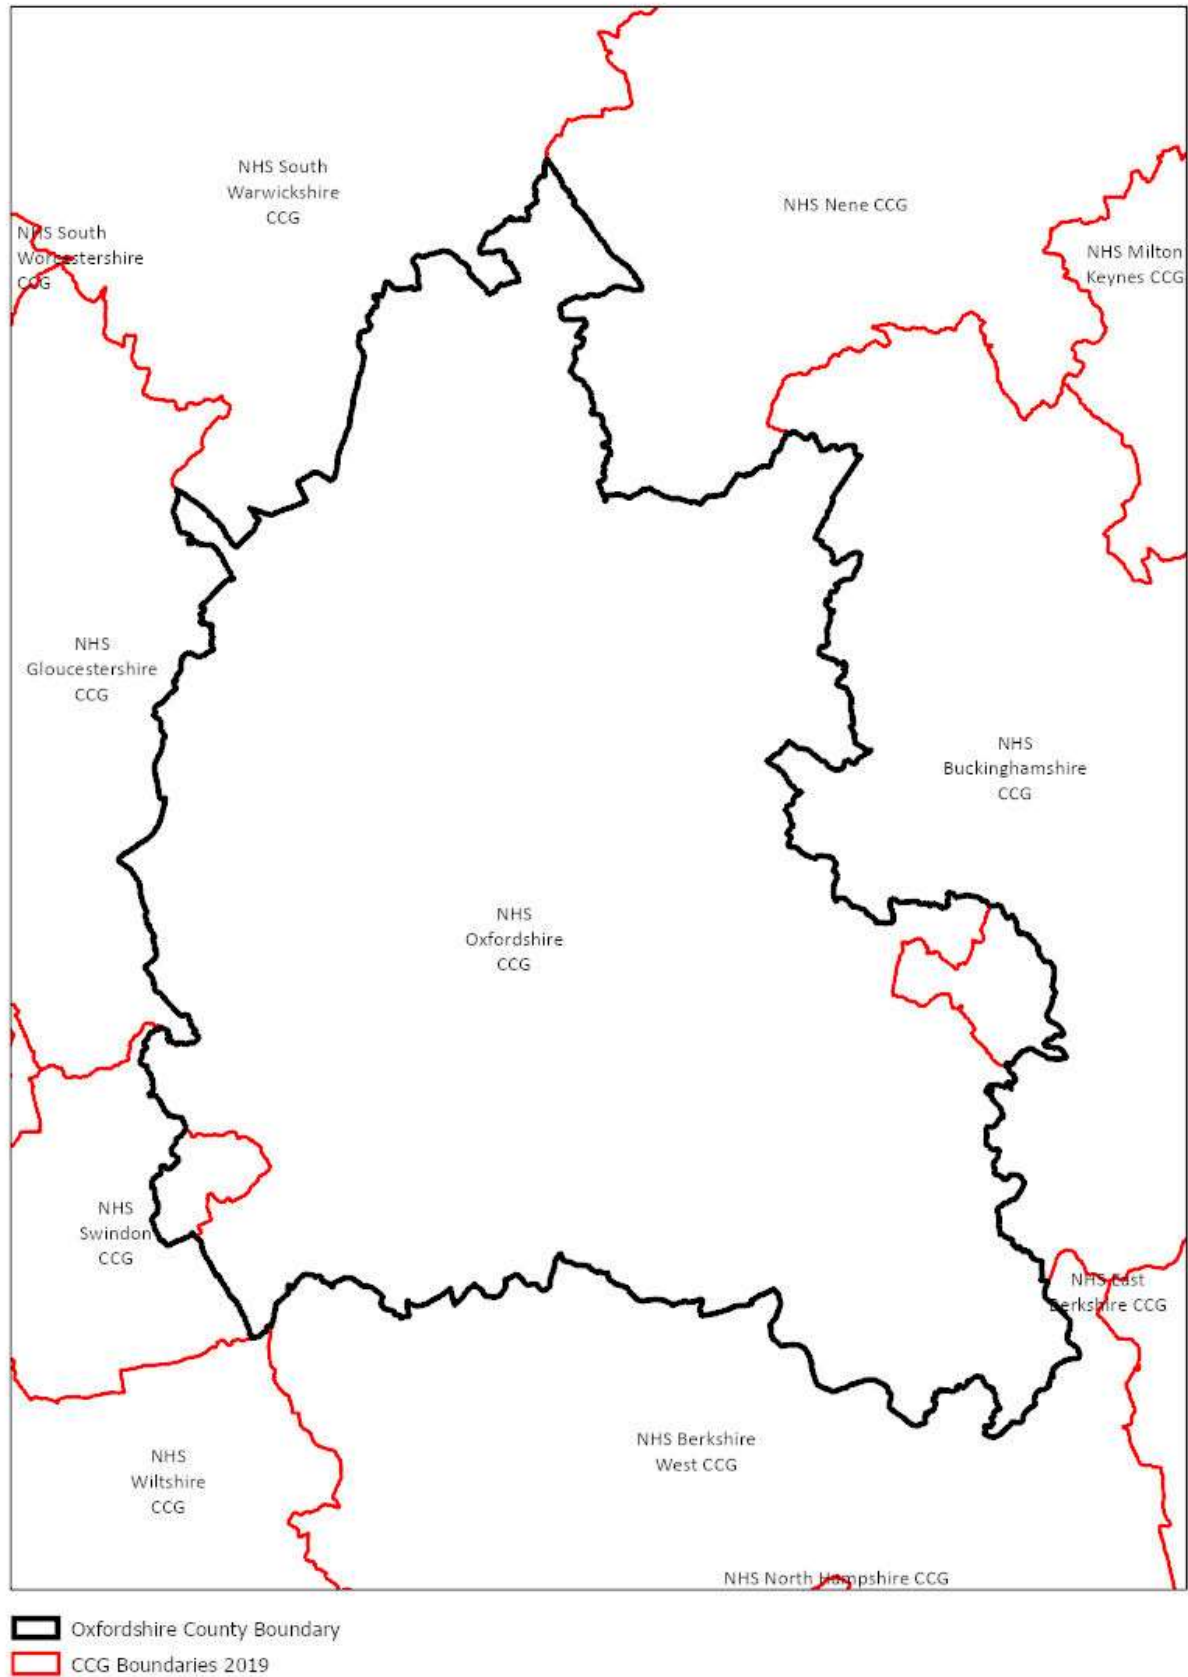 NHS South
Warwickshire
CCG
NHS Nene CCG
NHS South
Worcestershire
CCG
NHS Milton
Keynes CCG
NHS
Gloucestershire
CCG
NHS
Buckinghamshire
CCG
NHS
Oxfordshire
CCG
NHS
Swindon
CCG
NHS East
Berkshire CCG
NHS Berkshire
West CCG
NHS
Wiltshire
CCG
NHS North Hampshire CCG
Oxfordshire County Boundary
CCG Boundaries 2019